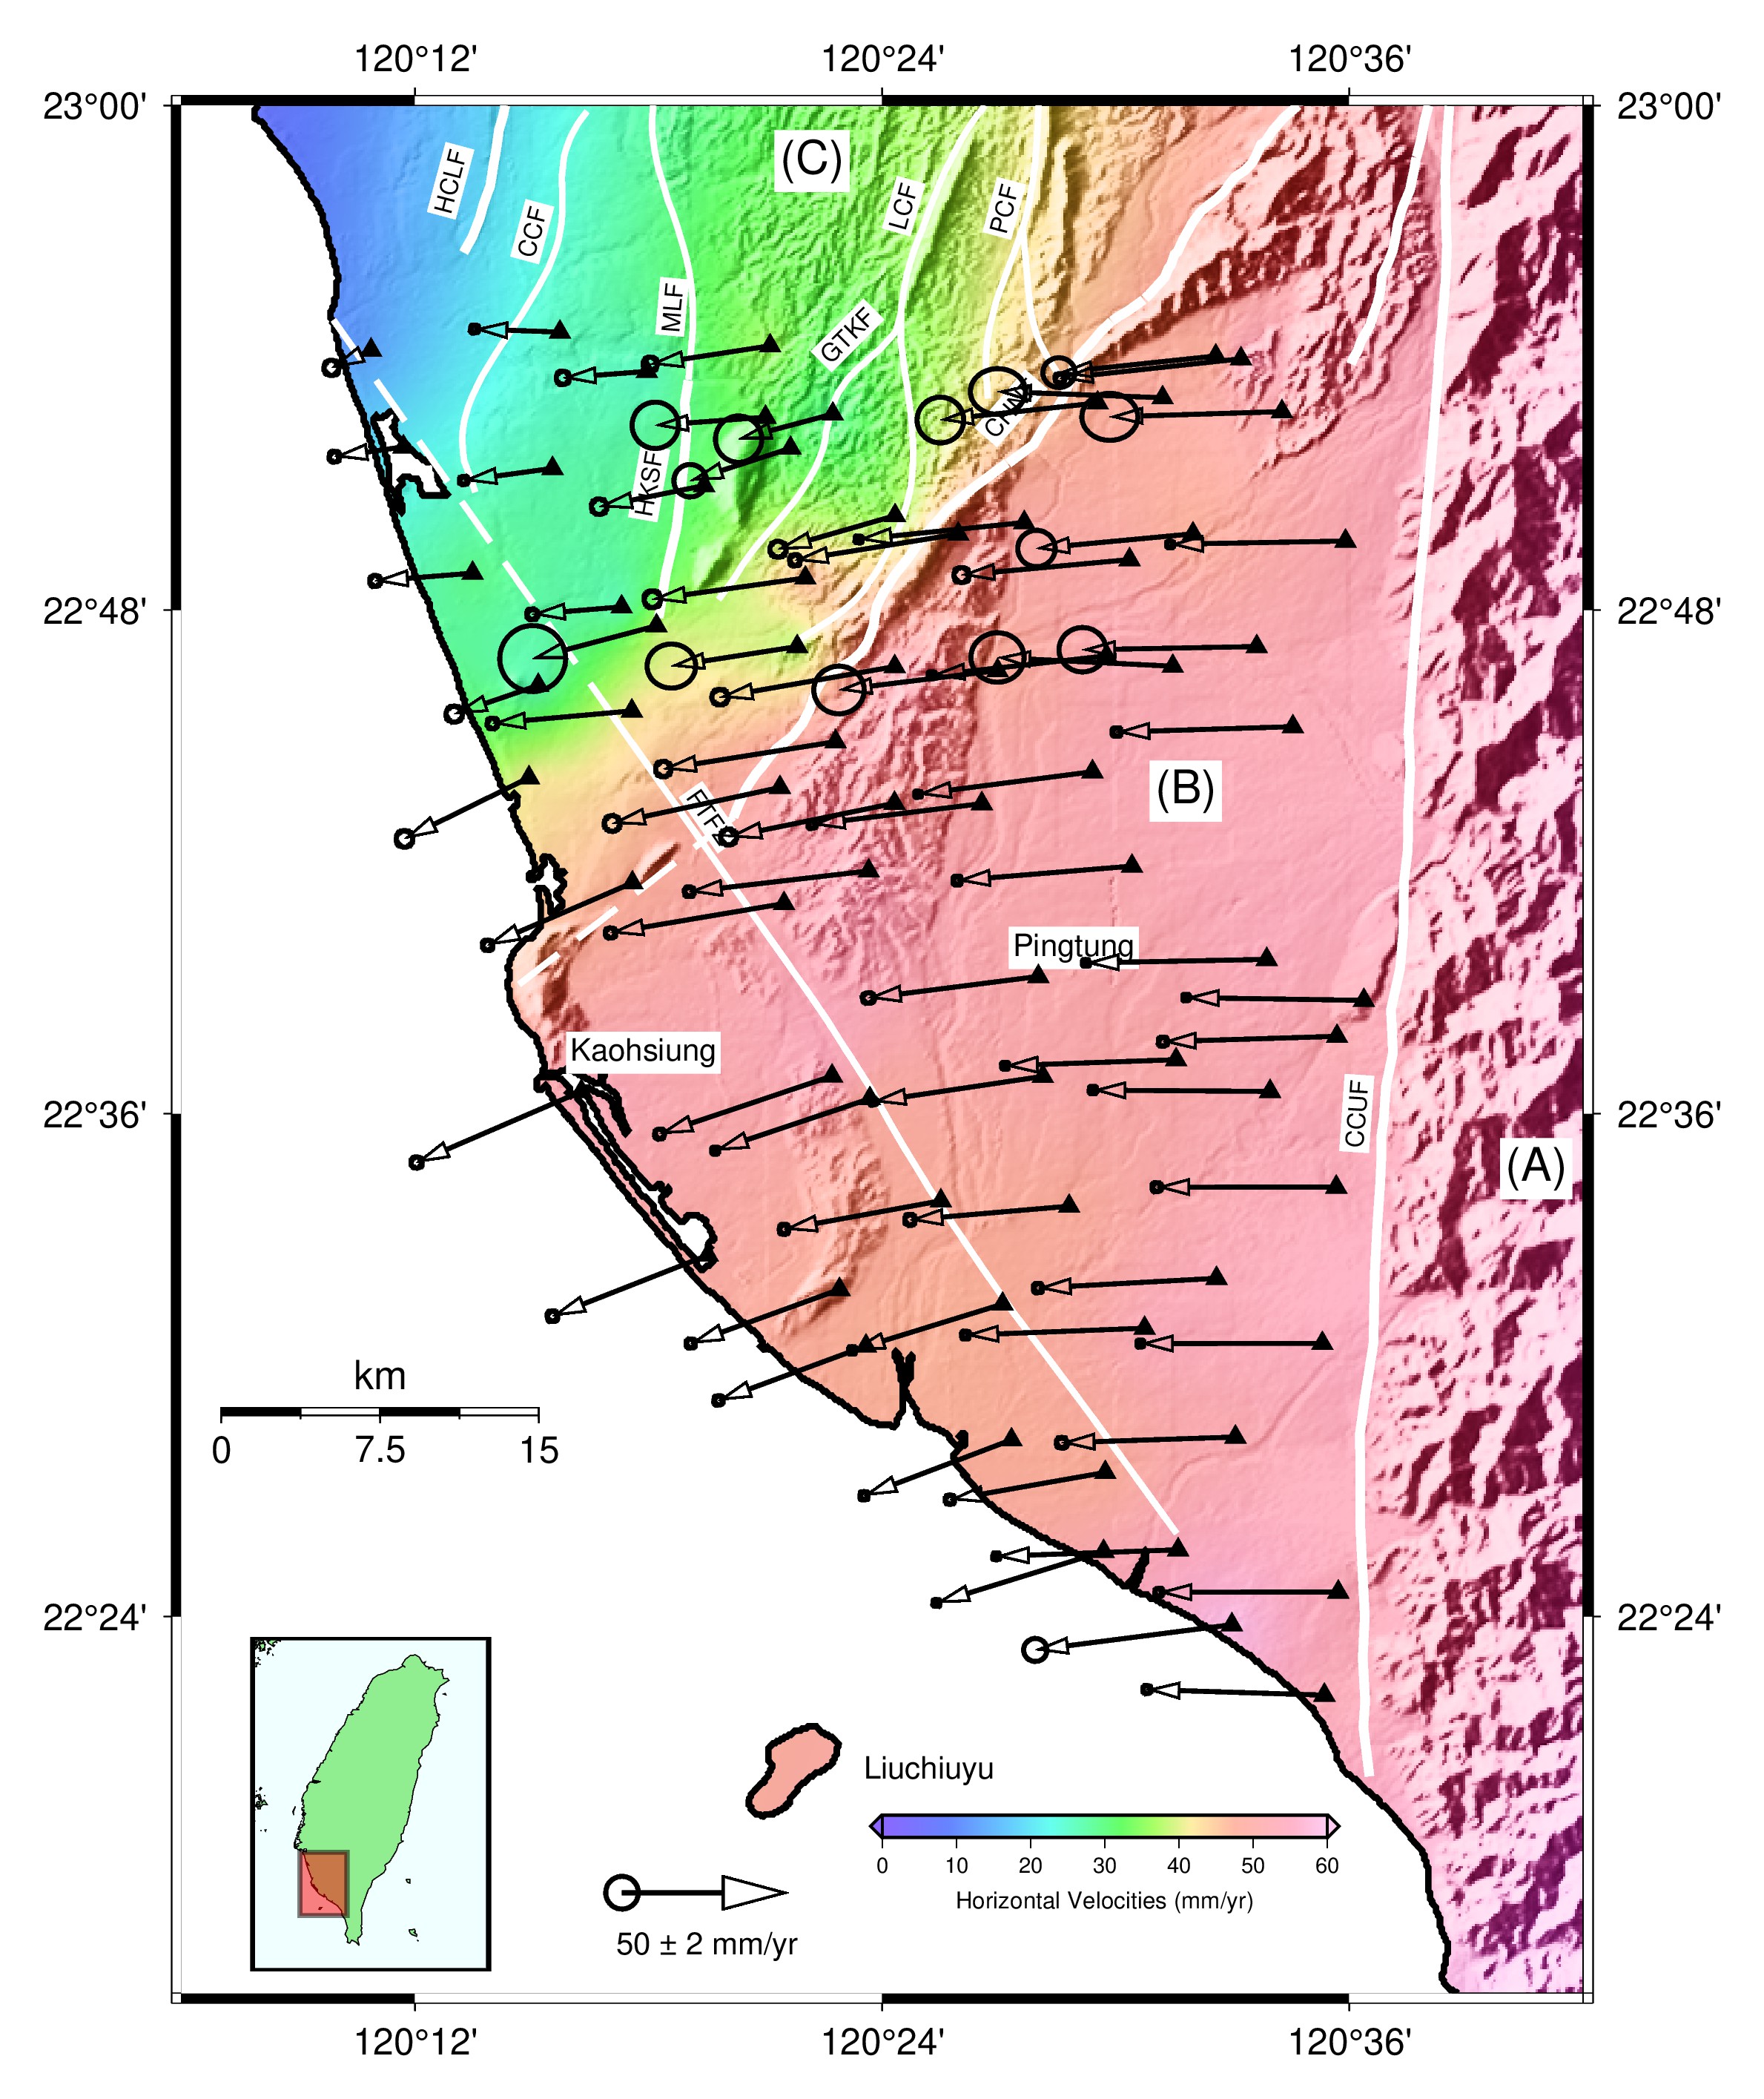 120°12' 120°24' 120°36'
23°00' 23°00'
(C)
HCLF
CCF
LCF
PCF
MLF
GTKF
HKSF
22°48' 22°48'
(B)
Pingtung
Kaohsiung
CCUF
22°36' 22°36'
(A)
km
0 7.5 15
22°24' 22°24'
Liuchiuyu
0 10 20 30 40 50 60
Horizontal Velocities (mm/yr)
50 ± 2 mm/yr
120°12' 120°24' 120°36'